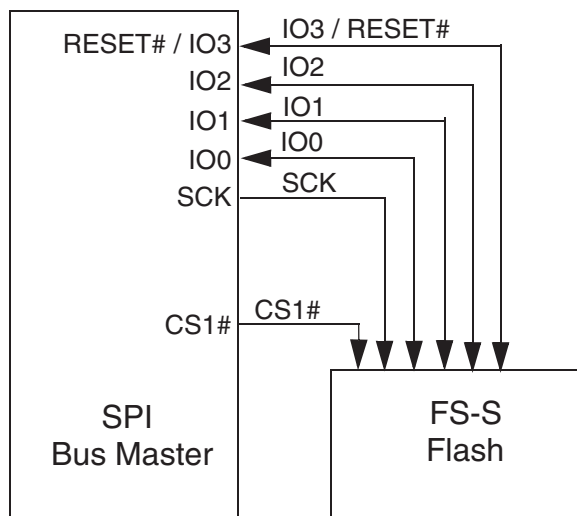 RESET# / IO3
IO3 / RESET#
IO2
IO2
IO1
IO1
IO0
IO0
SCK
SCK
CS1#
CS1#
SPI
Bus Master
FS-S
Flash